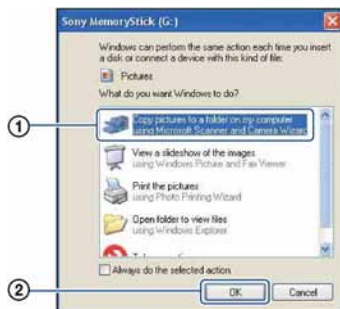 Sony MemoryStick (G:)
Windows can perform the same action each time you insert
a disk or connect a device with this kind of file:
Pictures
What do you want Windows to do?
① Copy pictures to a folder on my computer
using Microsoft Scanner and Camera Wizard
View a slideshow of the images
using Windows Picture and Fax Viewer
Print the pictures
using Photo Printing Wizard
Open folder to view files
using Windows Explorer
Always do the selected action
② OK Cancel